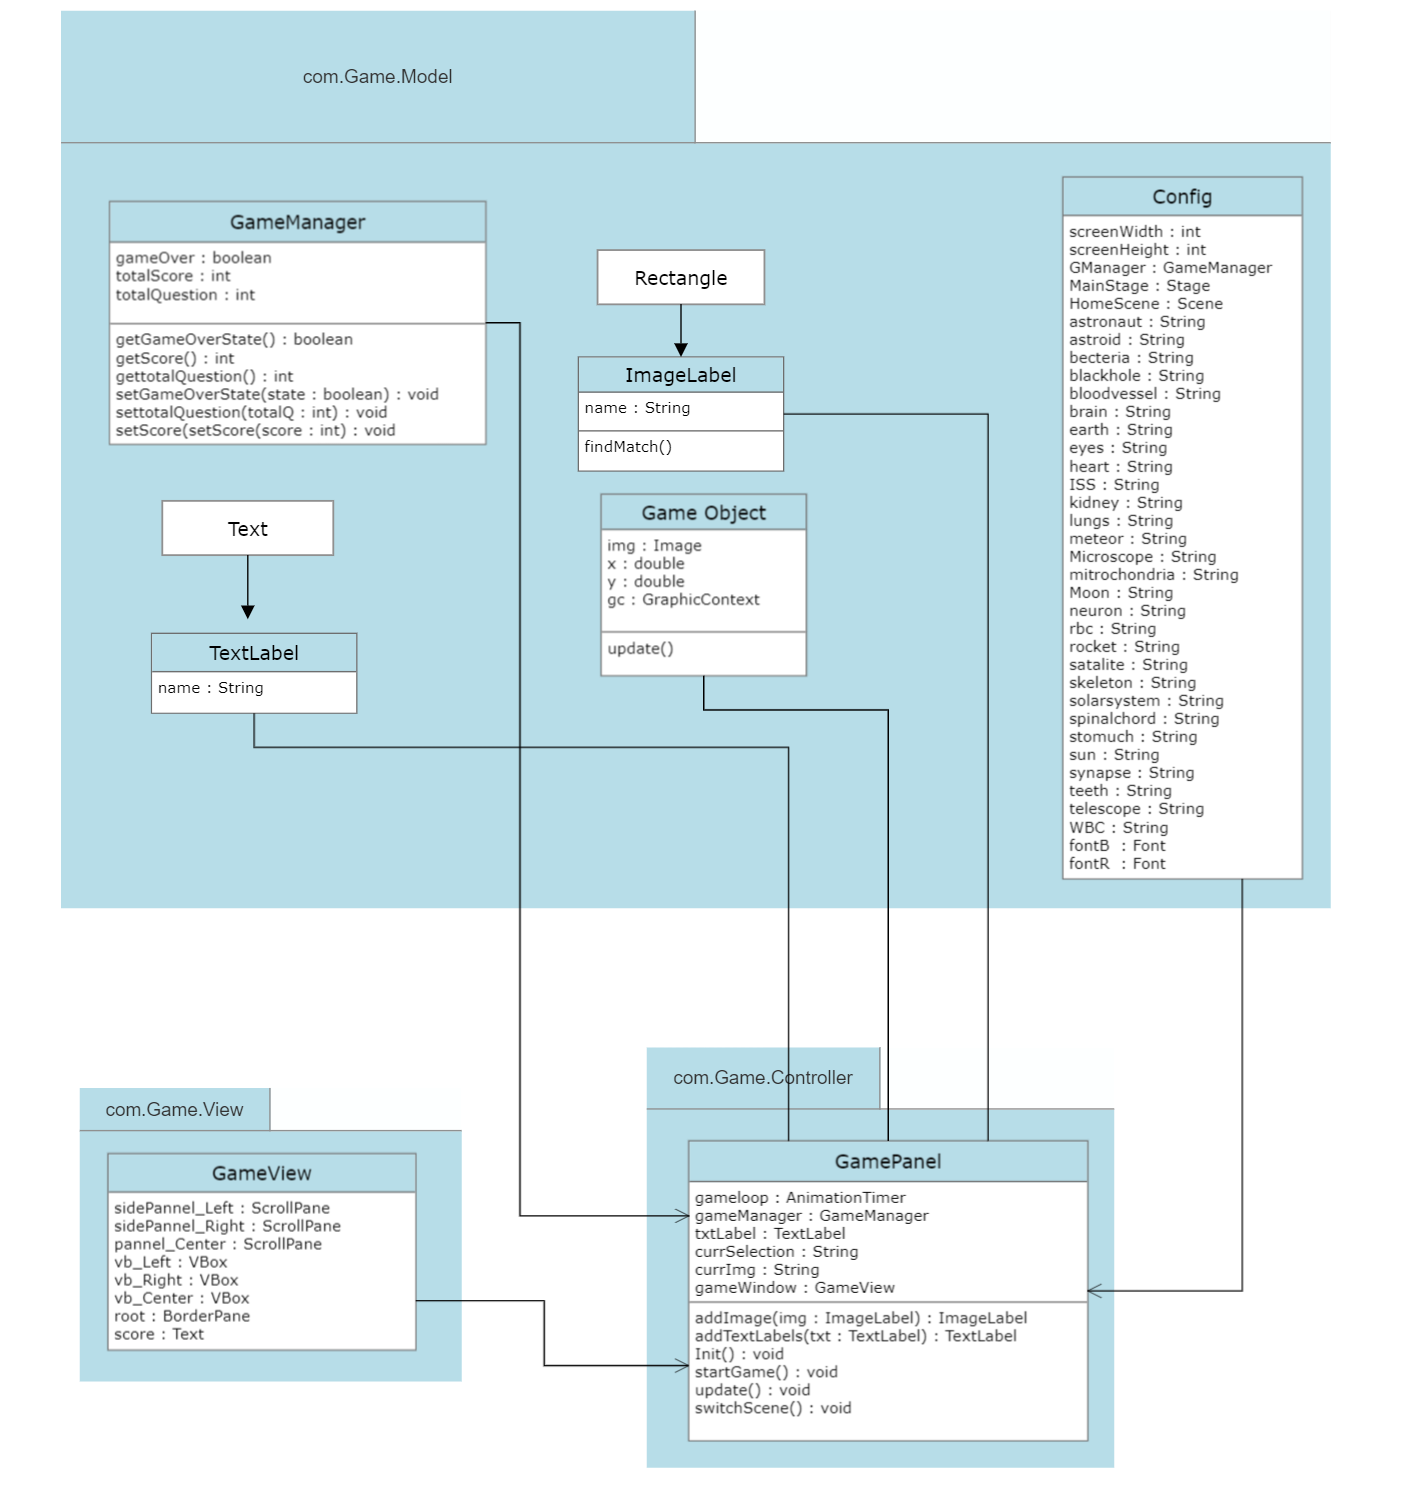 com.Game.Model
GameManager
gameOver : boolean
totalScore : int
totalQuestion : int
getGameOverState() : boolean
getScore() : int
gettotalQuestion() : int
setGameOverState(state : boolean) : void
settotalQuestion(totalQ : int) : void
setScore(setScore(score : int) : void
Rectangle
ImageLabel
name : String
findMatch()
Text
TextLabel
name : String
Game Object
img : Image
x : double
y : double
gc : GraphicContext
update()
Config
screenWidth : int
screenHeight : int
GManager : GameManager
MainStage : Stage
HomeScene : Scene
astronaut : String
astroid : String
becteria : String
blackhole : String
bloodvessel : String
brain : String
earth : String
eyes : String
heart : String
ISS : String
kidney : String
lungs : String
meteor : String
Microscope : String
mitrochondria : String
Moon : String
neuron : String
rbc : String
rocket : String
satalite : String
skeleton : String
solarsystem : String
spinalchord : String
stomuch : String
sun : String
synapse : String
teeth : String
telescope : String
WBC : String
fontB : Font
fontR : Font
com.Game.View
GameView
sidePannel_Left : ScrollPane
sidePannel_Right : ScrollPane
pannel_Center : ScrollPane
vb_Left : VBox
vb_Right : VBox
vb_Center : VBox
root : BorderPane
score : Text
com.Game.Controller
GamePanel
gameloop : AnimationTimer
gameManager : GameManager
txtLabel : TextLabel
currSelection : String
currImg : String
gameWindow : GameView
addImage(img : ImageLabel) : ImageLabel
addTextLabels(txt : TextLabel) : TextLabel
Init() : void
startGame() : void
update() : void
switchScene() : void